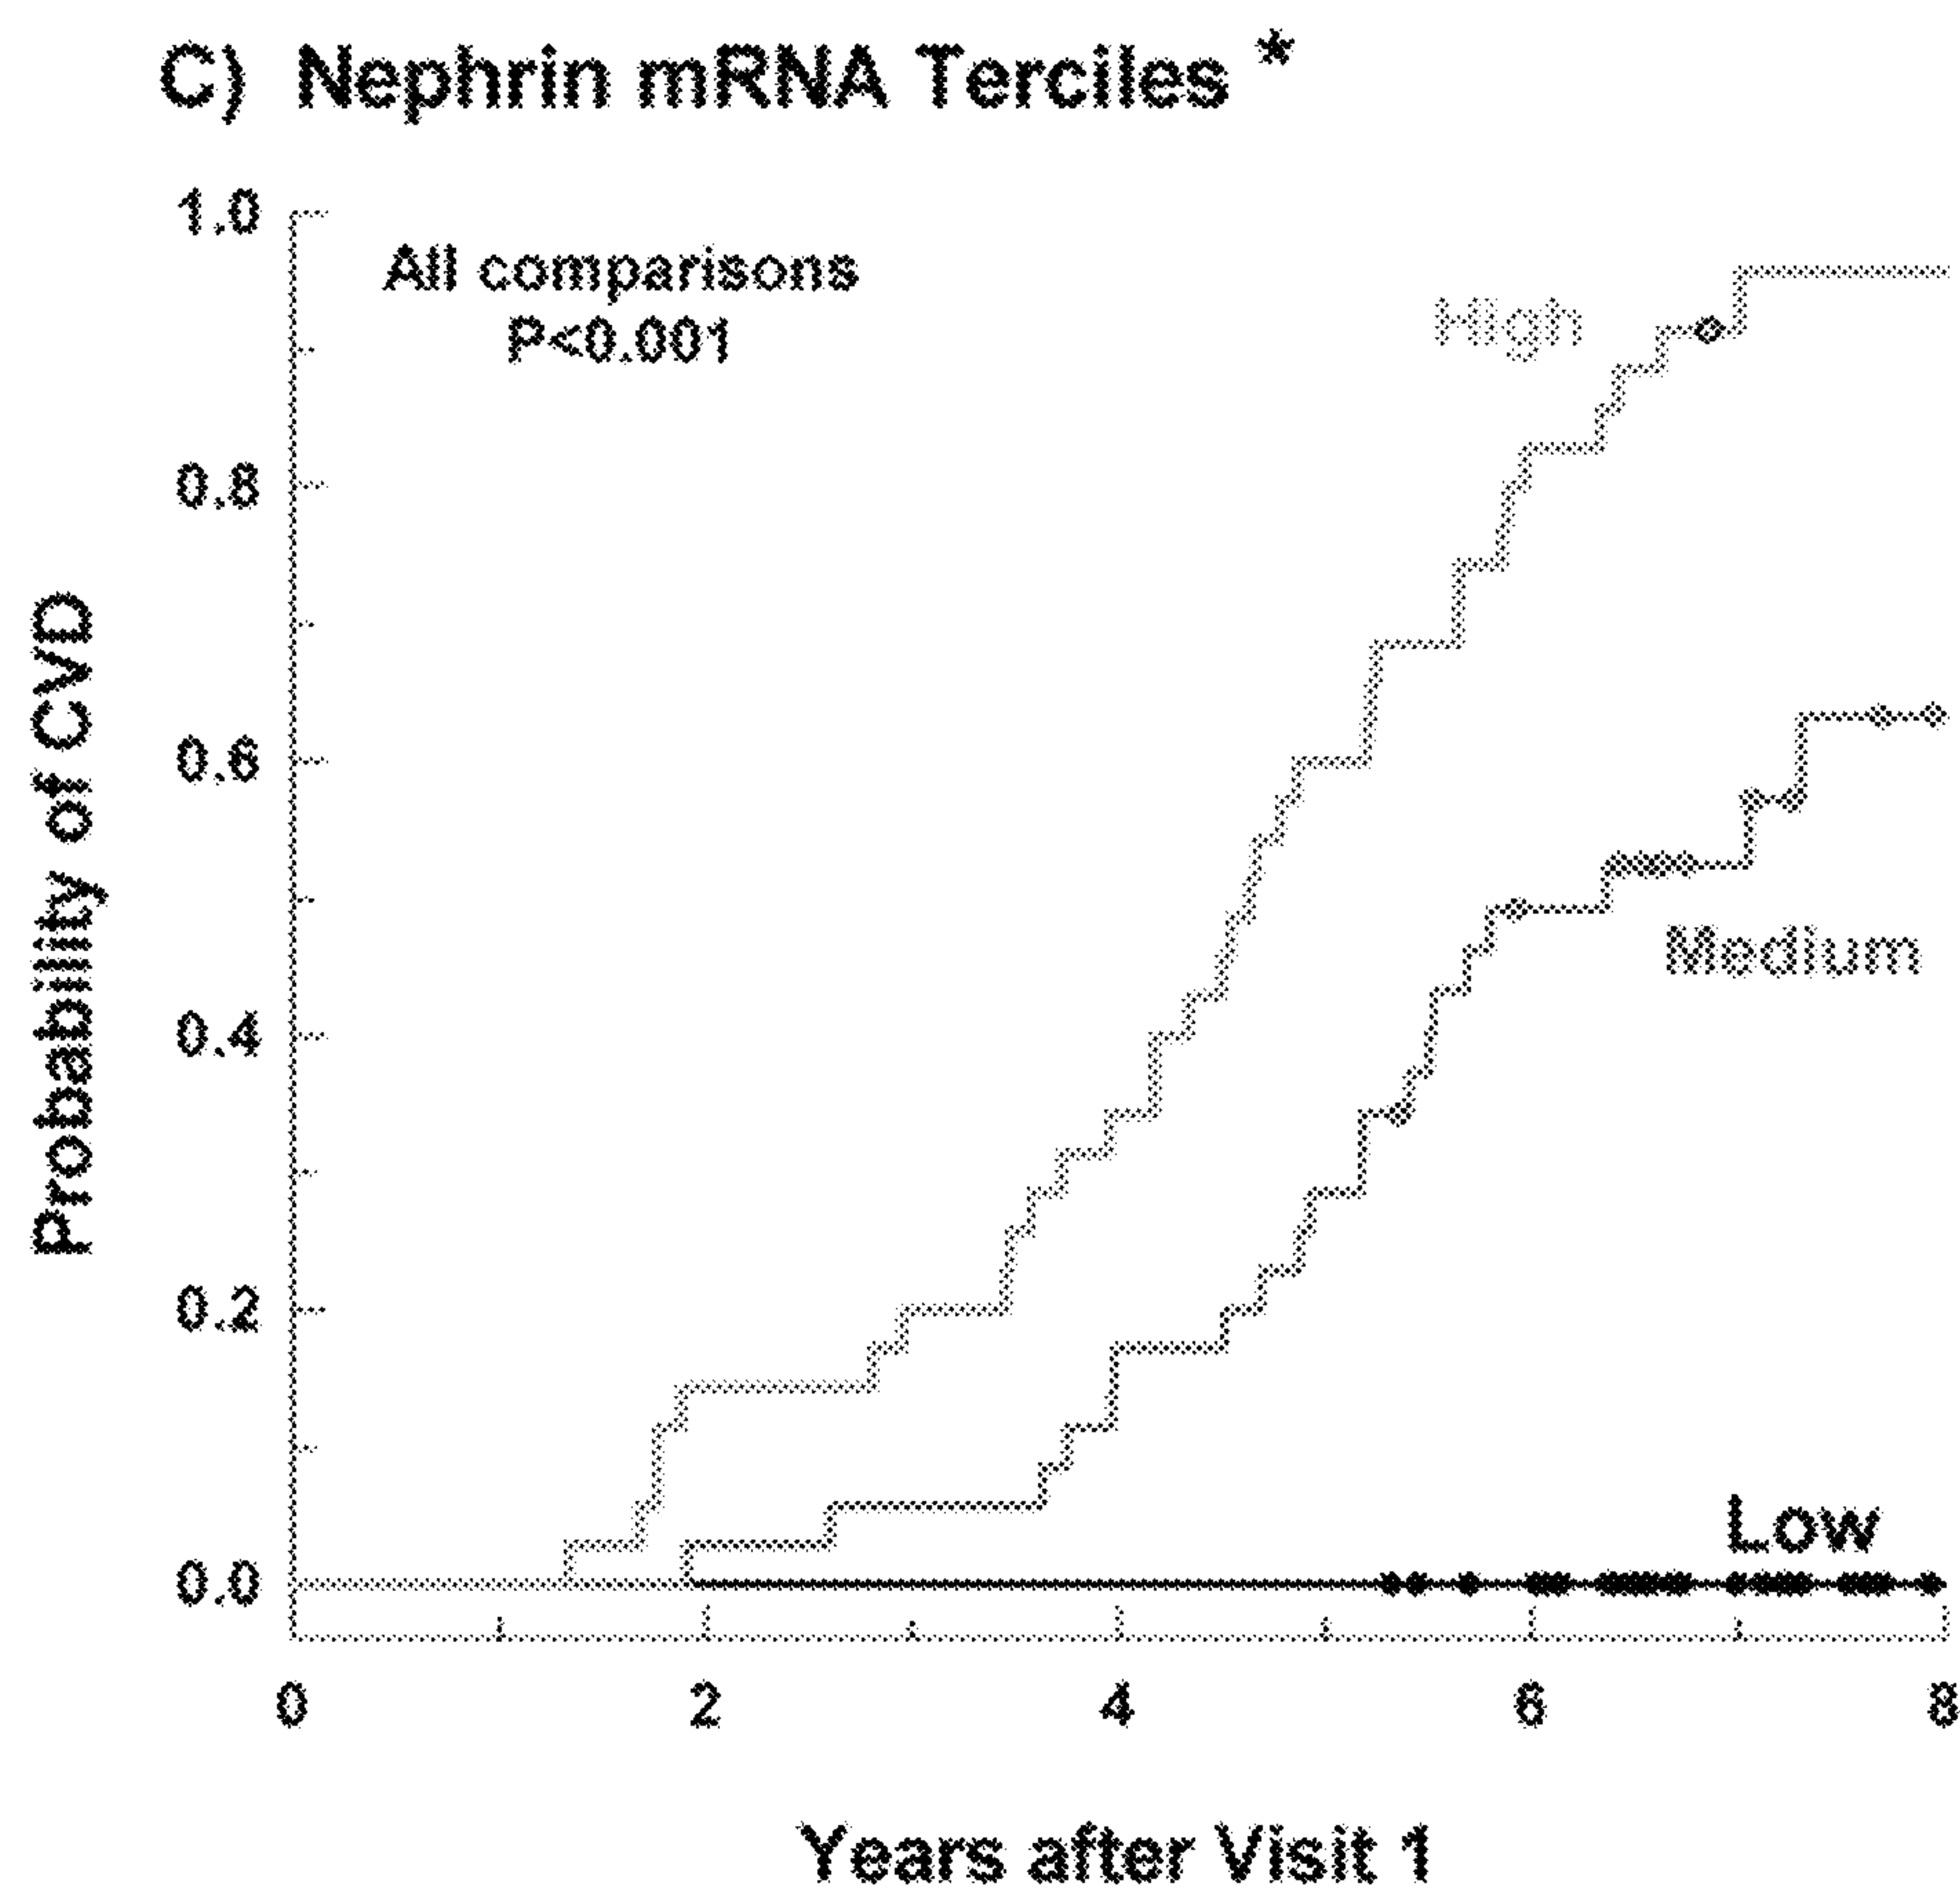 C) Nephrin mRNA Terciles *
1.0
All comparisons
P<0.001
High
0.8
0.6
Medium
0.4
0.2
Low
0.0
0 2 4 6 8
Probability of CVD
Years after Visit 1